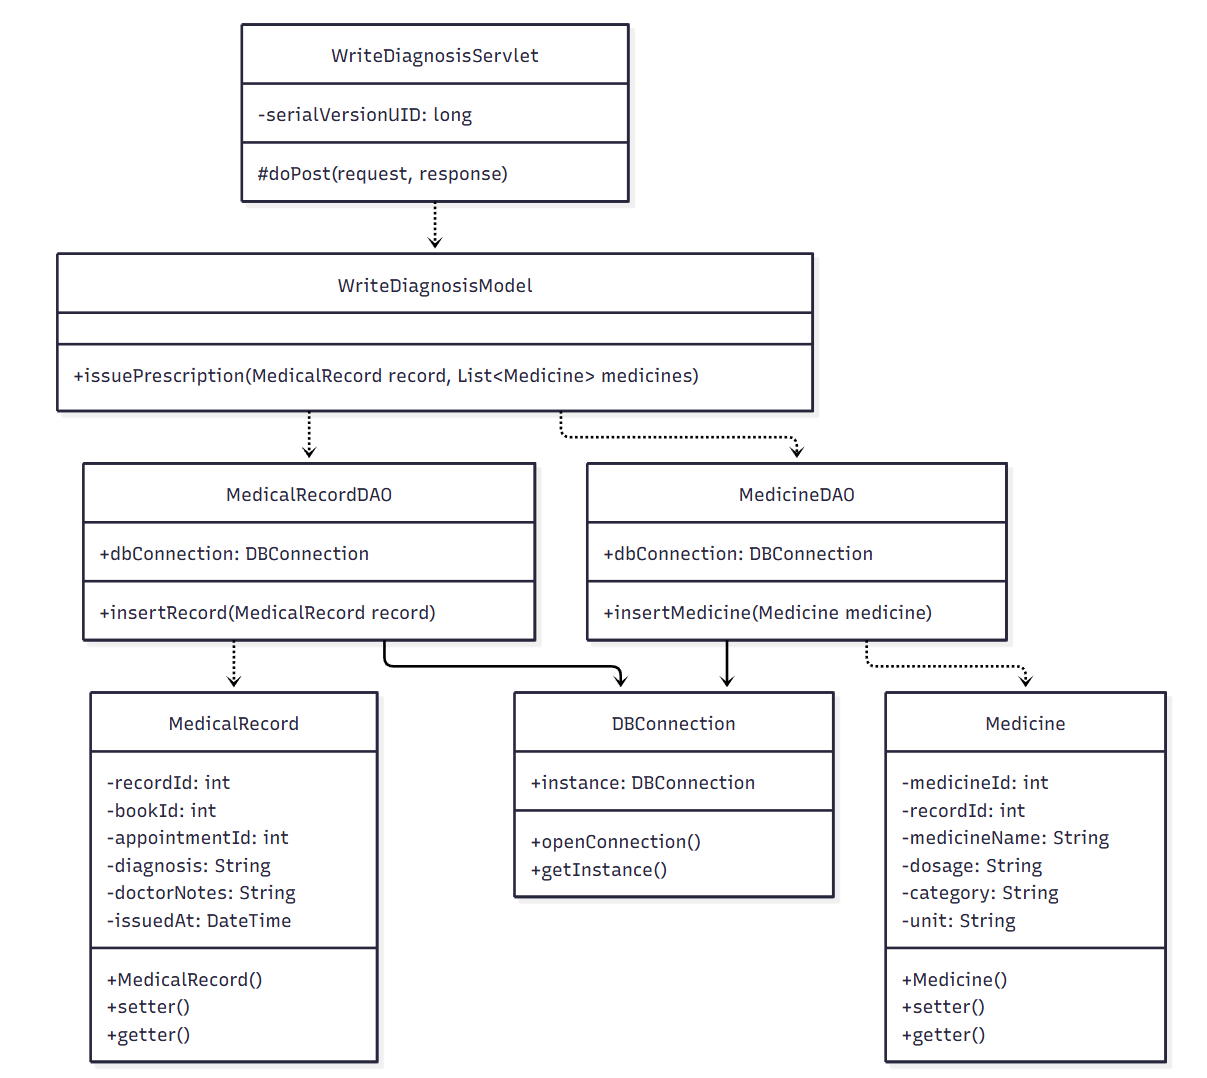 WriteDiagnosisServlet
-serialVersionUID: long
#doPost(request, response)
WriteDiagnosisModel
+issuePrescription(MedicalRecord record, List<Medicine> medicines)
MedicalRecordDAO
+dbConnection: DBConnection
+insertRecord(MedicalRecord record)
MedicineDAO
+dbConnection: DBConnection
+insertMedicine(Medicine medicine)
MedicalRecord
-recordId: int
-bookId: int
-appointmentId: int
-diagnosis: String
-doctorNotes: String
-issuedAt: DateTime
+MedicalRecord()
+setter()
+getter()
DBConnection
+instance: DBConnection
+openConnection()
+getInstance()
Medicine
-medicineId: int
-recordId: int
-medicineName: String
-dosage: String
-category: String
-unit: String
+Medicine()
+setter()
+getter()